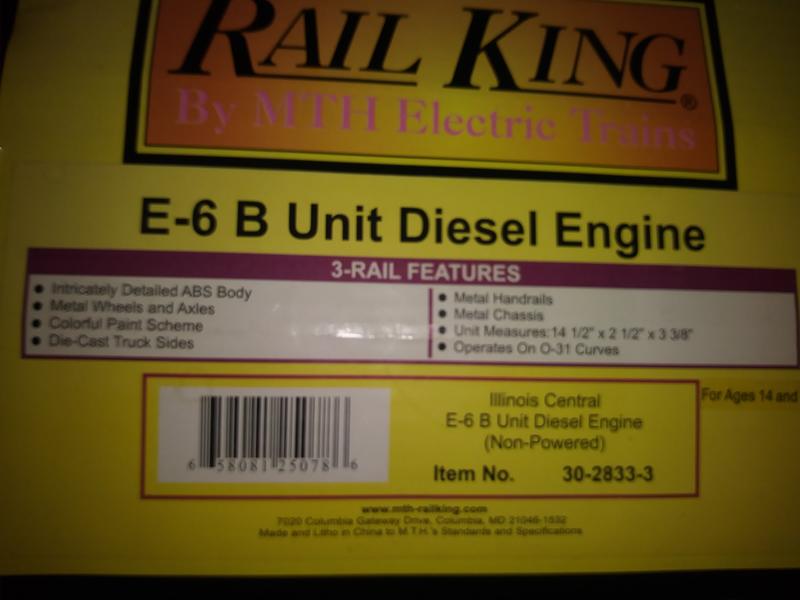 RAIL KING®
By MTH Electric Trains
E-6 B Unit Diesel Engine
3-RAIL FEATURES
● Intricately Detailed ABS Body
● Metal Wheels and Axles
● Colorful Paint Scheme
● Die-Cast Truck Sides
● Metal Handrails
● Metal Chassis
● Unit Measures:14 1/2" x 2 1/2" x 3 3/8"
● Operates On O-31 Curves
For Ages 14 and
6 58081 25078 6
Illinois Central
E-6 B Unit Diesel Engine
(Non-Powered)
Item No. 30-2833-3
www.mth-railking.com
7020 Columbia Gateway Drive, Columbia, MD 21046-1532
Made and Litho in China to M.T.H.'s Standards and Specifications